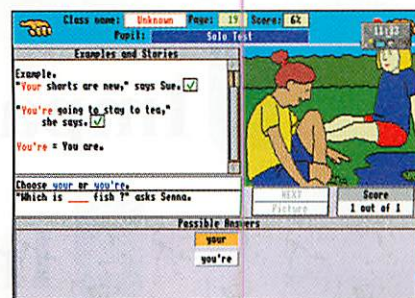 Class name: Unknown Page: 19 Score: 6%
Pupil: Solo Test
11:33
Examples and Stories
Example.
"Your shorts are new," says Sue.
"You're going to stay to tea,"
she says.
You're = You are.
Choose your or you're.
"Which is ____ fish ?" asks Senna.
NEXT
Picture
Score
1 out of 1
Possible Answers
your
you're